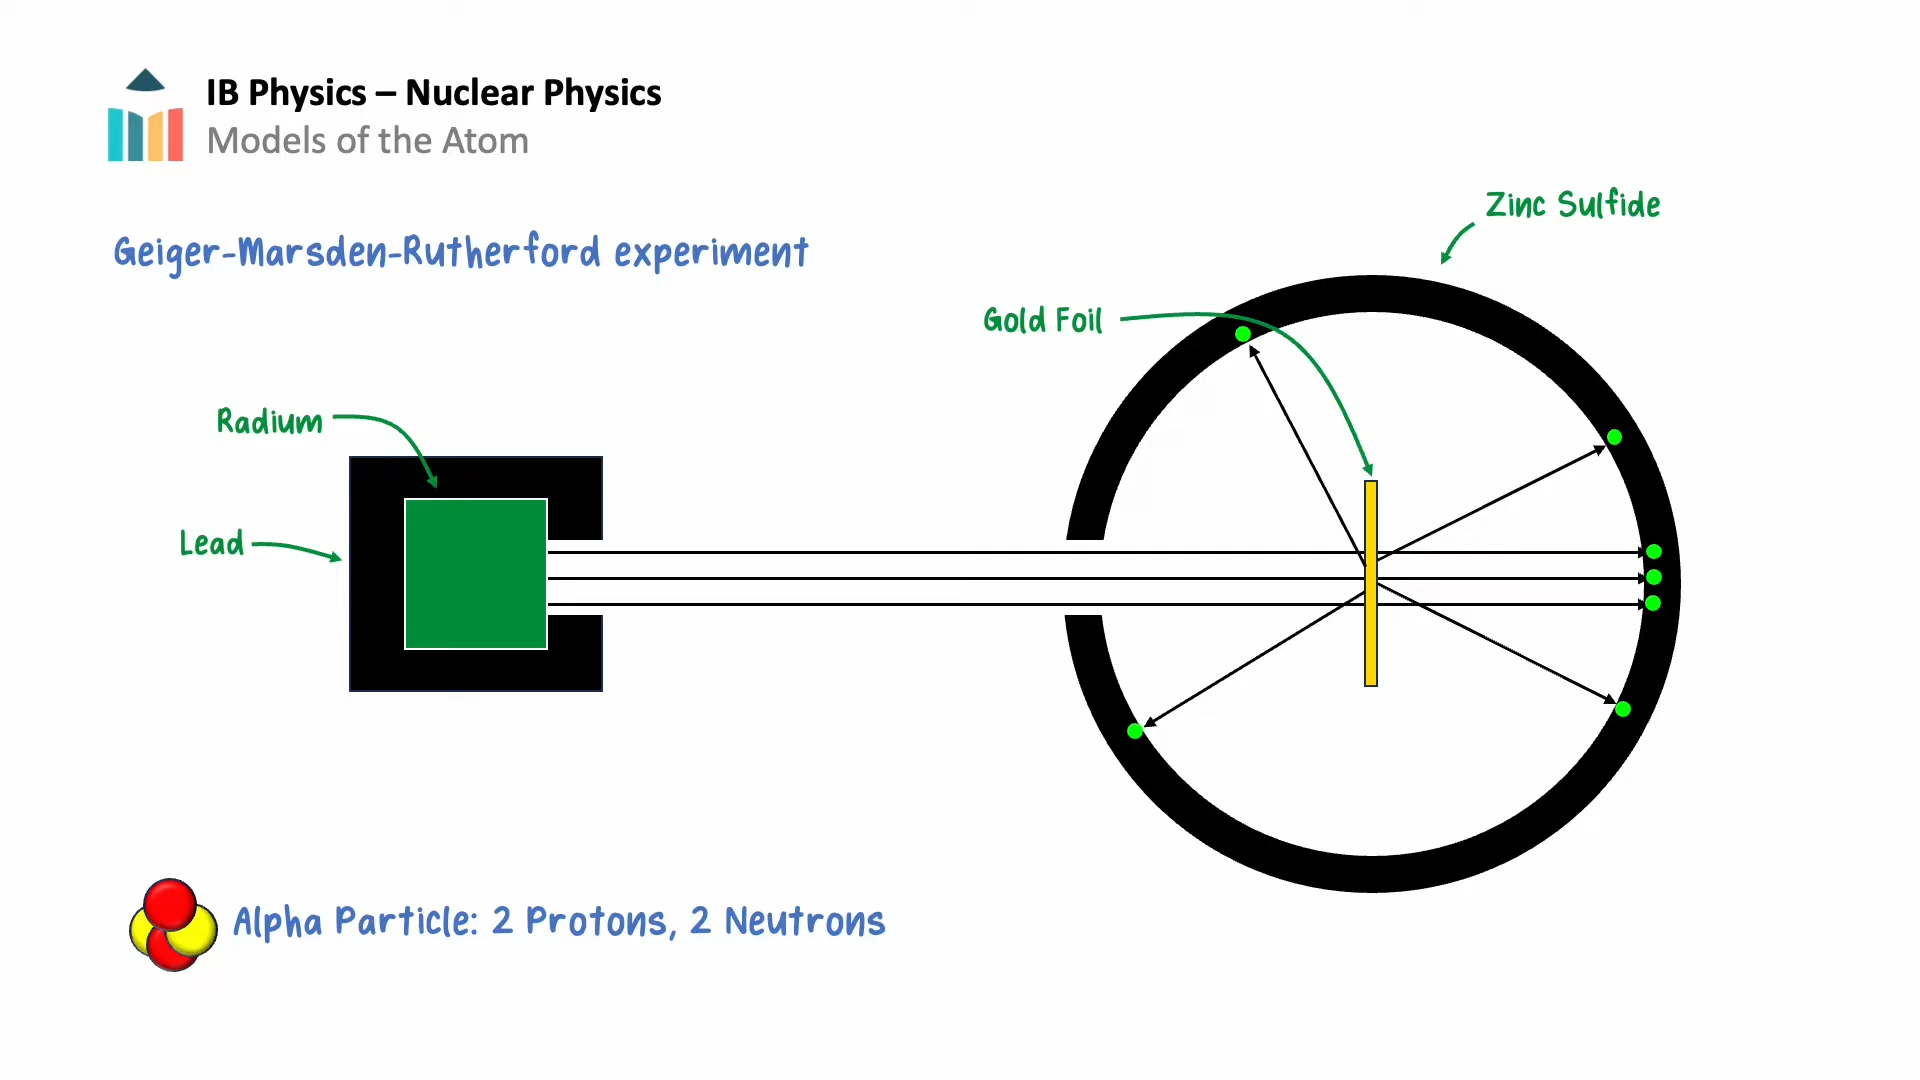 IB Physics – Nuclear Physics
Models of the Atom
Zinc Sulfide
Geiger-Marsden-Rutherford experiment
Gold Foil
Radium
Lead
Alpha Particle: 2 Protons, 2 Neutrons